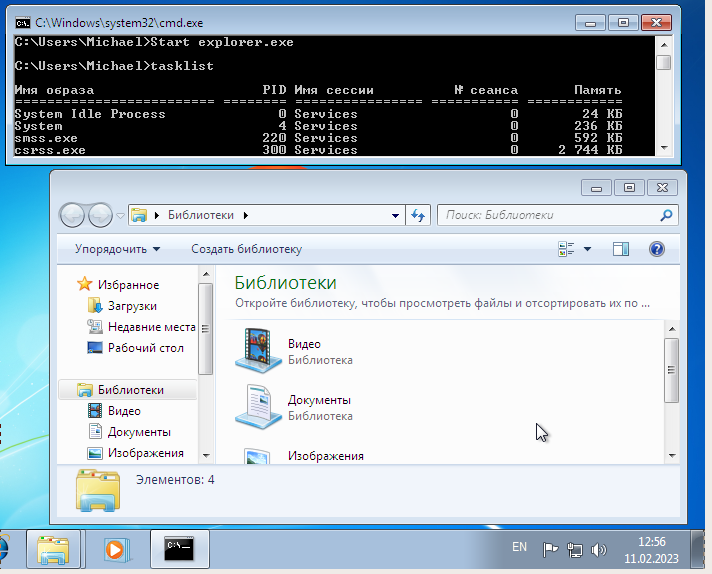 C:\Windows\system32\cmd.exe
C:\Users\Michael>Start explorer.exe
C:\Users\Michael>tasklist
Имя образа PID Имя сессии № сеанса Память
========================= ======== ================ =========== ============
System Idle Process 0 Services 0 24 КБ
System 4 Services 0 236 КБ
smss.exe 220 Services 0 592 КБ
csrss.exe 300 Services 0 2 744 КБ
Библиотеки
Поиск: Библиотеки
Упорядочить Создать библиотеку
Избранное
Загрузки
Недавние места
Рабочий стол
Библиотеки
Видео
Документы
Изображения
Библиотеки
Откройте библиотеку, чтобы просмотреть файлы и отсортировать их по ...
Видео
Библиотека
Документы
Библиотека
Изображения
Элементов: 4
EN
12:56
11.02.2023